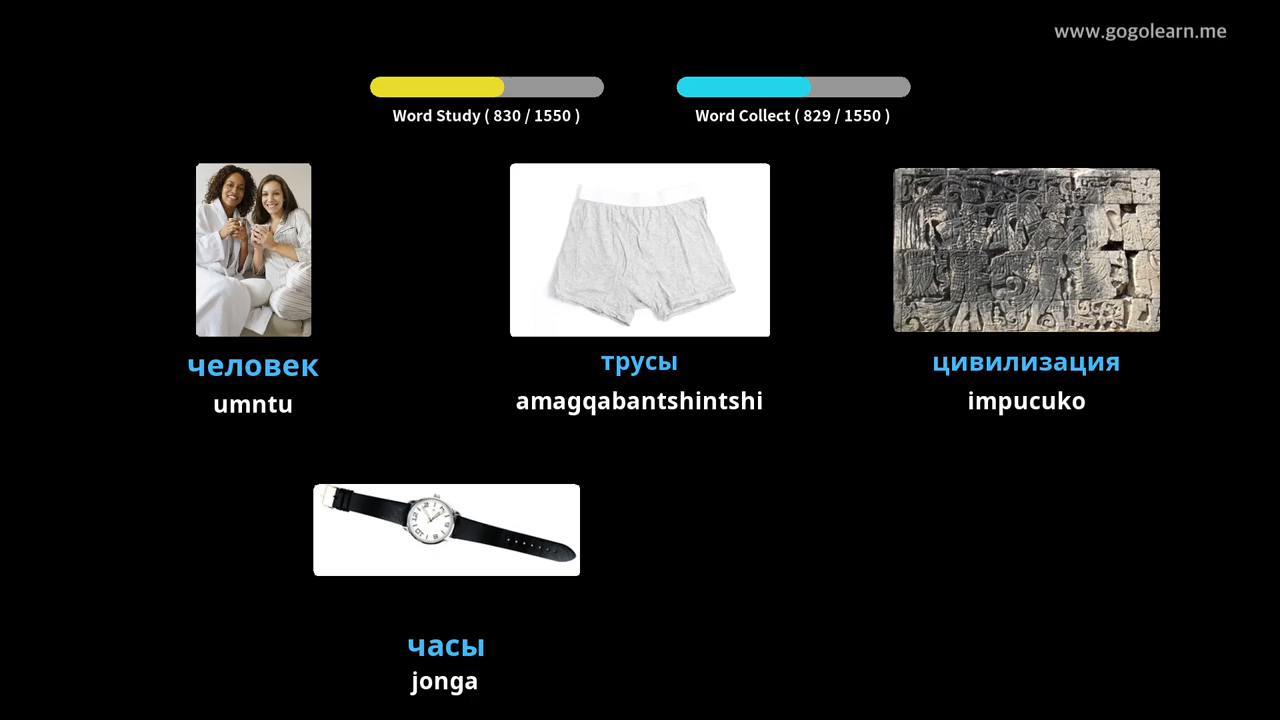 www.gogolearn.me
Word Study ( 830 / 1550 )
Word Collect ( 829 / 1550 )
человек
umntu
трусы
amagqabantshintshi
цивилизация
impucuko
часы
jonga